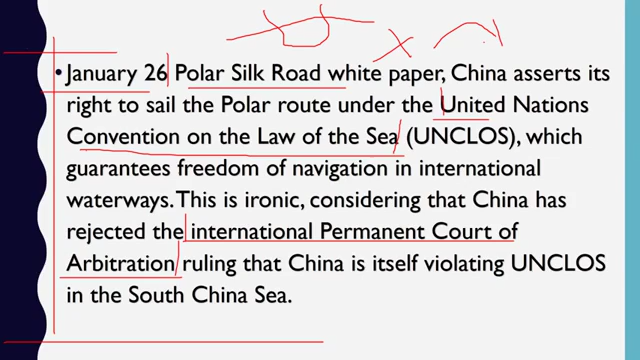 •January 26 Polar Silk Road white paper, China asserts its
right to sail the Polar route under the United Nations
Convention on the Law of the Sea (UNCLOS), which
guarantees freedom of navigation in international
waterways. This is ironic, considering that China has
rejected the international Permanent Court of
Arbitration ruling that China is itself violating UNCLOS
in the South China Sea.